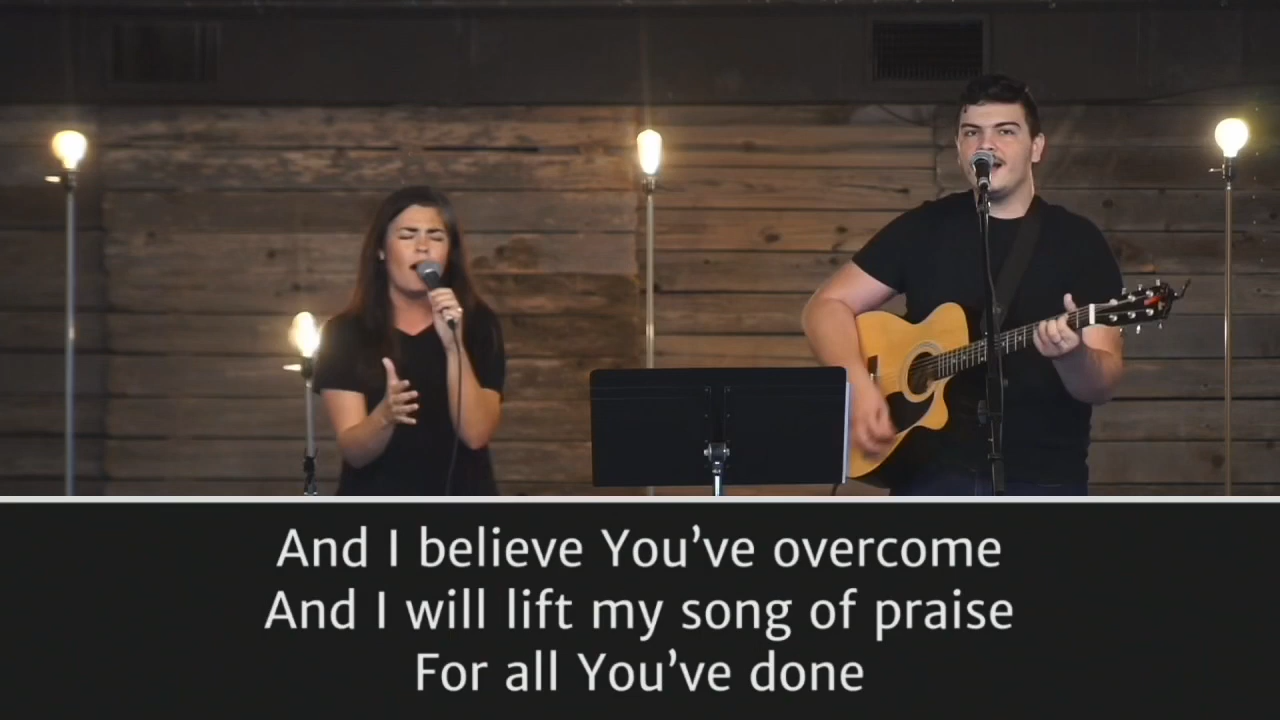 And I believe You’ve overcome
And I will lift my song of praise
For all You’ve done